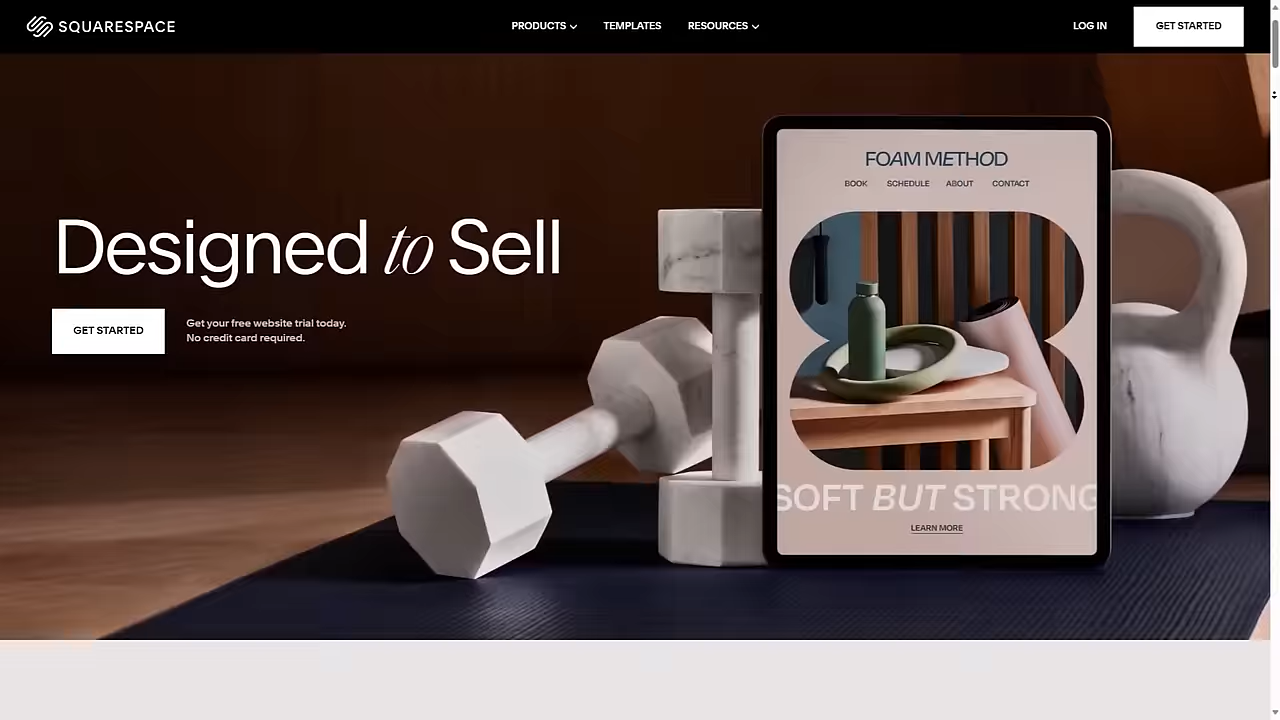 SQUARESPACE
PRODUCTS
TEMPLATES
RESOURCES
LOG IN
GET STARTED
Designed to Sell
GET STARTED
Get your free website trial today.
No credit card required.
FOAM METHOD
BOOK SCHEDULE ABOUT CONTACT
SOFT BUT STRONG
LEARN MORE